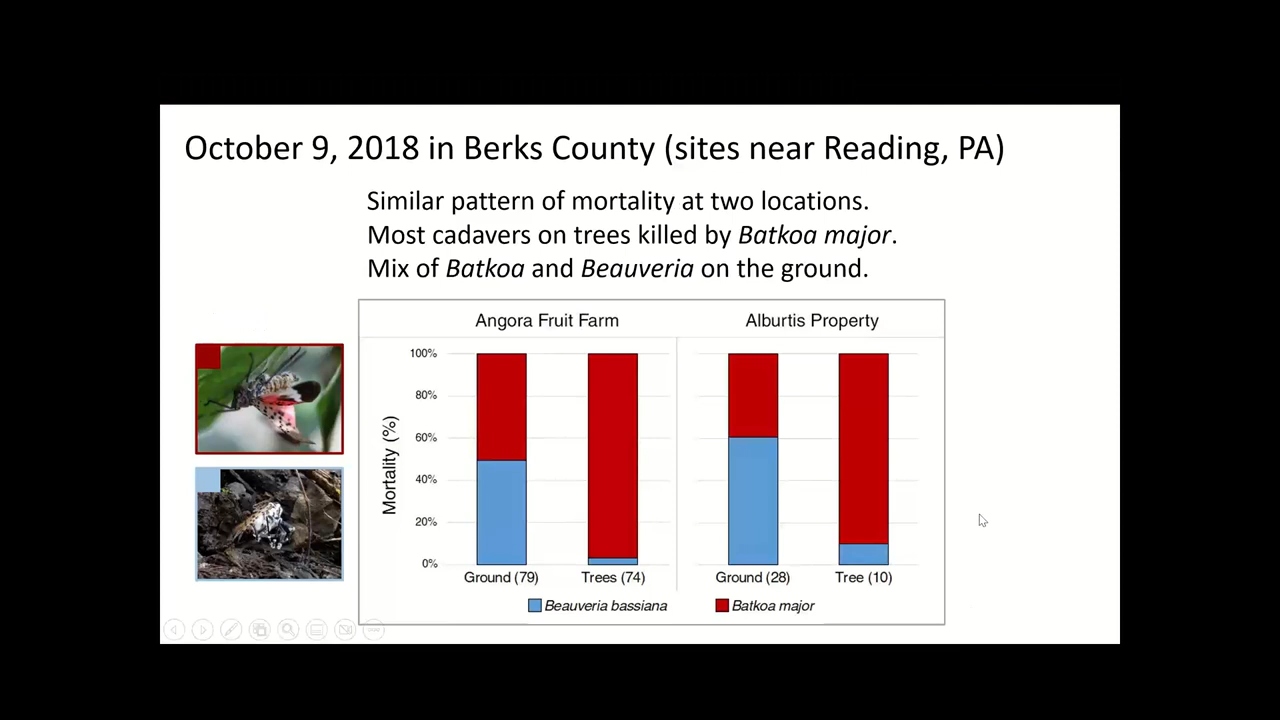 October 9, 2018 in Berks County (sites near Reading, PA)
Similar pattern of mortality at two locations.
Most cadavers on trees killed by Batkoa major.
Mix of Batkoa and Beauveria on the ground.
Angora Fruit Farm
Alburtis Property
Mortality (%)
100%
80%
60%
40%
20%
0%
Ground (79)
Trees (74)
Ground (28)
Tree (10)
Beauveria bassiana
Batkoa major